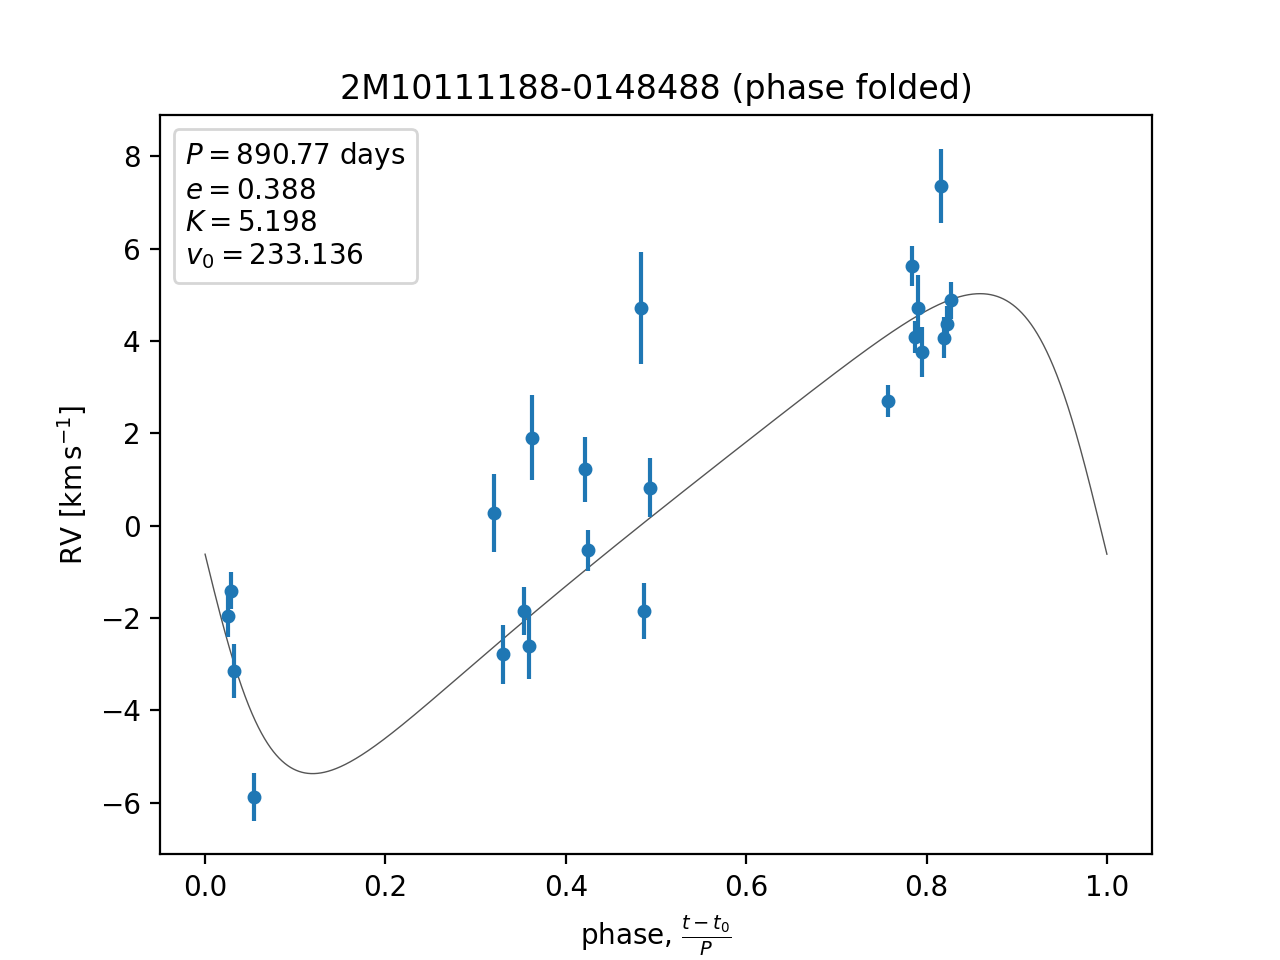 2M10111188-0148488 (phase folded)
P = 890.77 days
e = 0.388
K = 5.198
v₀ = 233.136
8
6
4
2
0
−2
−4
−6
RV [km s⁻¹]
0.0 0.2 0.4 0.6 0.8 1.0
phase, (t − t₀)/P